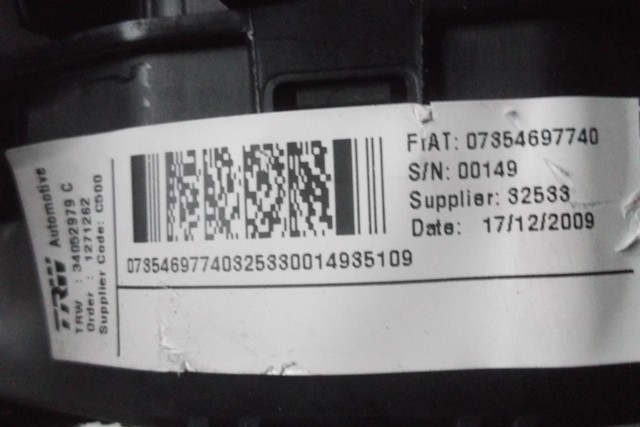 TRW Automotive
TRW : 34052979 C
Order : 1271262
Supplier Code: C500
FIAT: 07354697740
S/N: 00149
Supplier: 32533
Date: 17/12/2009
07354697740325330014935109